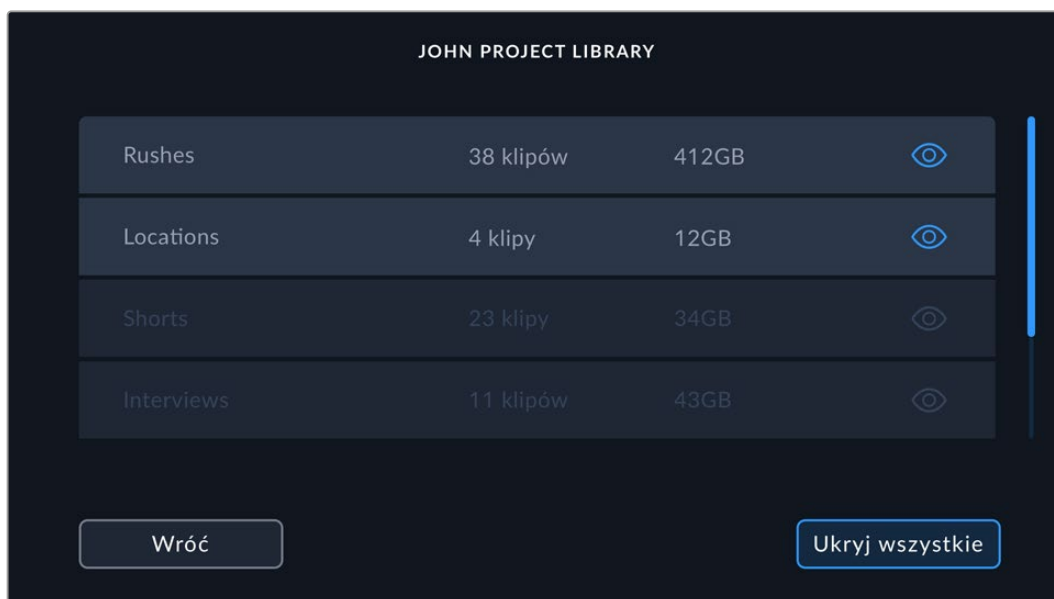 JOHN PROJECT LIBRARY
Rushes 38 klipów 412GB
Locations 4 klipy 12GB
Shorts 23 klipy 34GB
Interviews 11 klipów 43GB
Wróć Ukryj wszystkie